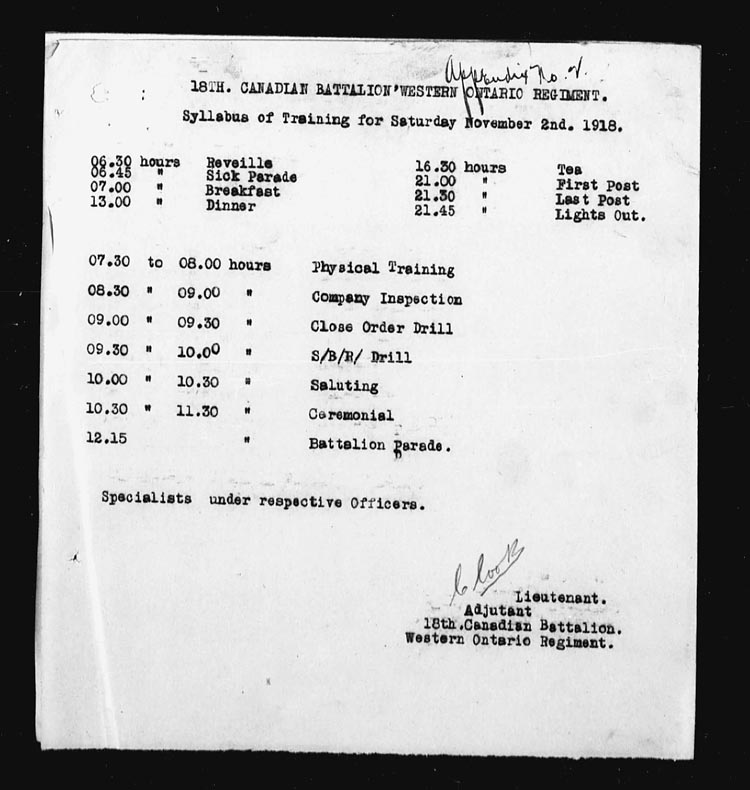 Appendix No. 2.
18TH. CANADIAN BATTALION'WESTERN ONTARIO REGIMENT.
Syllabus of Training for Saturday November 2nd. 1918.
06.30 hours Reveille 16.30 hours Tea
06.45 " Sick Parade 21.00 " First Post
07.00 " Breakfast 21.30 " Last Post
13.00 " Dinner 21.45 " Lights Out.
07.30 to 08.00 hours Physical Training
08.30 " 09.00 " Company Inspection
09.00 " 09.30 " Close Order Drill
09.30 " 10.00 " S/B/R/ Drill
10.00 " 10.30 " Saluting
10.30 " 11.30 " Ceremonial
12.15 " Battalion Parade.
Specialists under respective Officers.
C Cook
Lieutenant.
Adjutant
18th.Canadian Battalion.
Western Ontario Regiment.